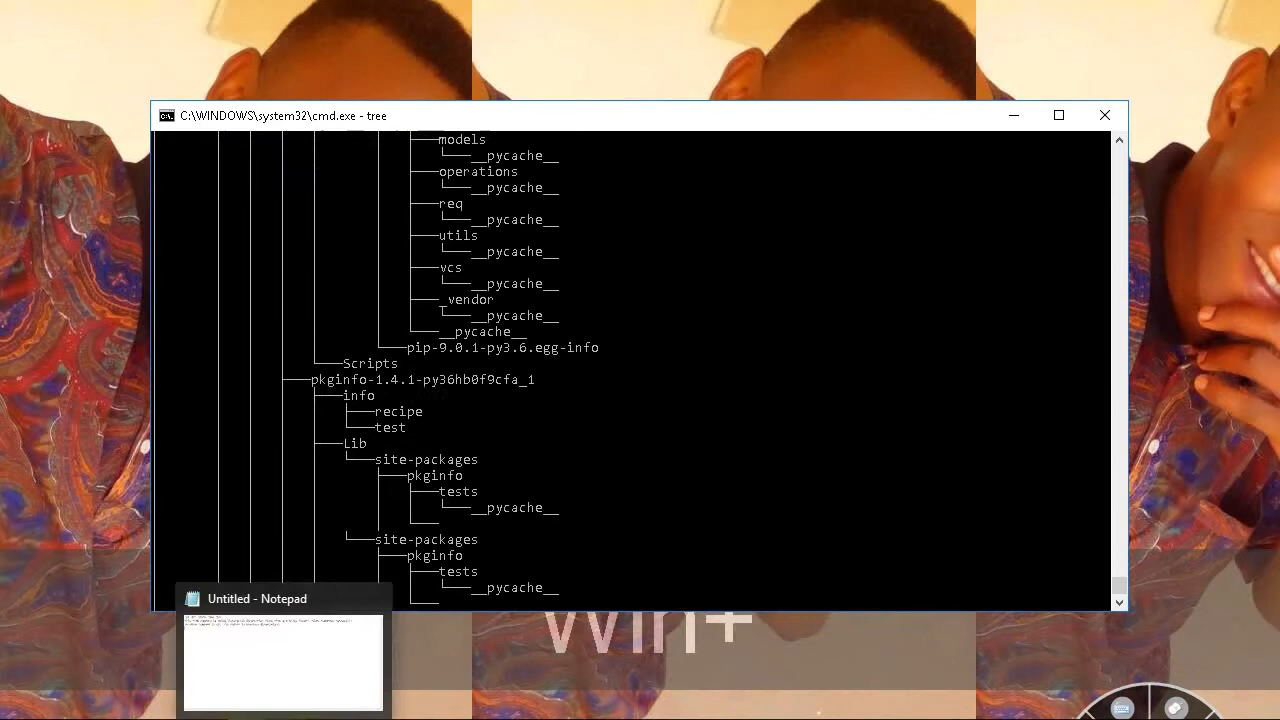 C:\WINDOWS\system32\cmd.exe - tree
models
__pycache__
operations
__pycache__
req
__pycache__
utils
__pycache__
vcs
__pycache__
_vendor
__pycache__
__pycache__
pip-9.0.1-py3.6.egg-info
Scripts
pkginfo-1.4.1-py36hb0f9cfa_1
info
recipe
test
Lib
site-packages
pkginfo
tests
__pycache__
site-packages
pkginfo
tests
__pycache__
Untitled - Notepad
Win+